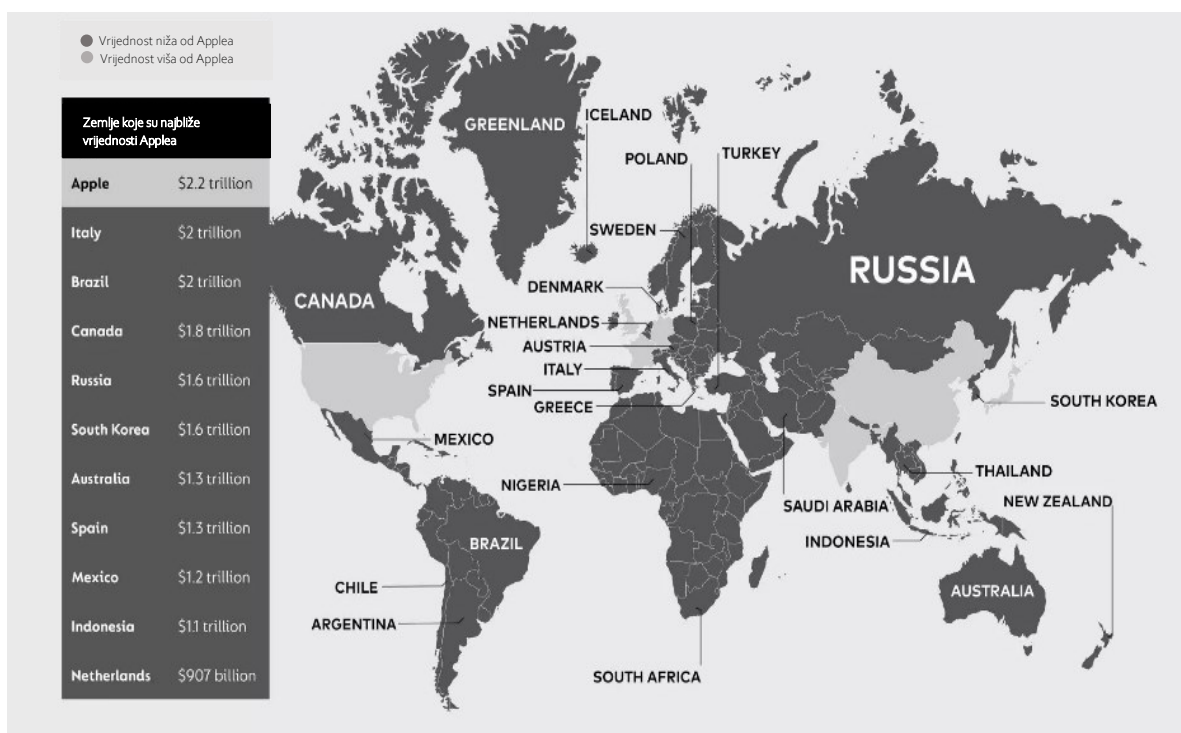 Vrijednost niža od Applea
Vrijednost viša od Applea
Zemlje koje su najbliže
vrijednosti Applea
Apple $2.2 trillion
Italy $2 trillion
Brazil $2 trillion
Canada $1.8 trillion
Russia $1.6 trillion
South Korea $1.6 trillion
Australia $1.3 trillion
Spain $1.3 trillion
Mexico $1.2 trillion
Indonesia $1.1 trillion
Netherlands $907 billion
GREENLAND
ICELAND
POLAND
TURKEY
SWEDEN
RUSSIA
DENMARK
CANADA
NETHERLANDS
AUSTRIA
ITALY
SPAIN
GREECE
SOUTH KOREA
MEXICO
THAILAND
NIGERIA
SAUDI ARABIA
NEW ZEALAND
INDONESIA
BRAZIL
CHILE
AUSTRALIA
ARGENTINA
SOUTH AFRICA